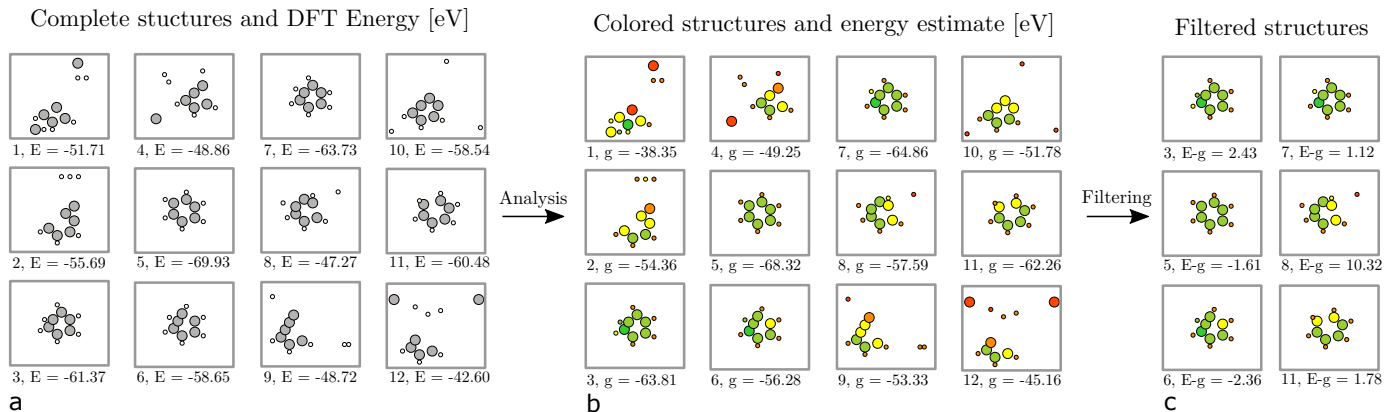 Complete stuctures and DFT Energy [eV]
Colored structures and energy estimate [eV]
Filtered structures
1, E = -51.71
4, E = -48.86
7, E = -63.73
10, E = -58.54
2, E = -55.69
5, E = -69.93
8, E = -47.27
11, E = -60.48
3, E = -61.37
6, E = -58.65
9, E = -48.72
12, E = -42.60
a
Analysis
1, g = -38.35
4, g = -49.25
7, g = -64.86
10, g = -51.78
2, g = -54.36
5, g = -68.32
8, g = -57.59
11, g = -62.26
3, g = -63.81
6, g = -56.28
9, g = -53.33
12, g = -45.16
b
Filtering
3, E-g = 2.43
7, E-g = 1.12
5, E-g = -1.61
8, E-g = 10.32
6, E-g = -2.36
11, E-g = 1.78
c